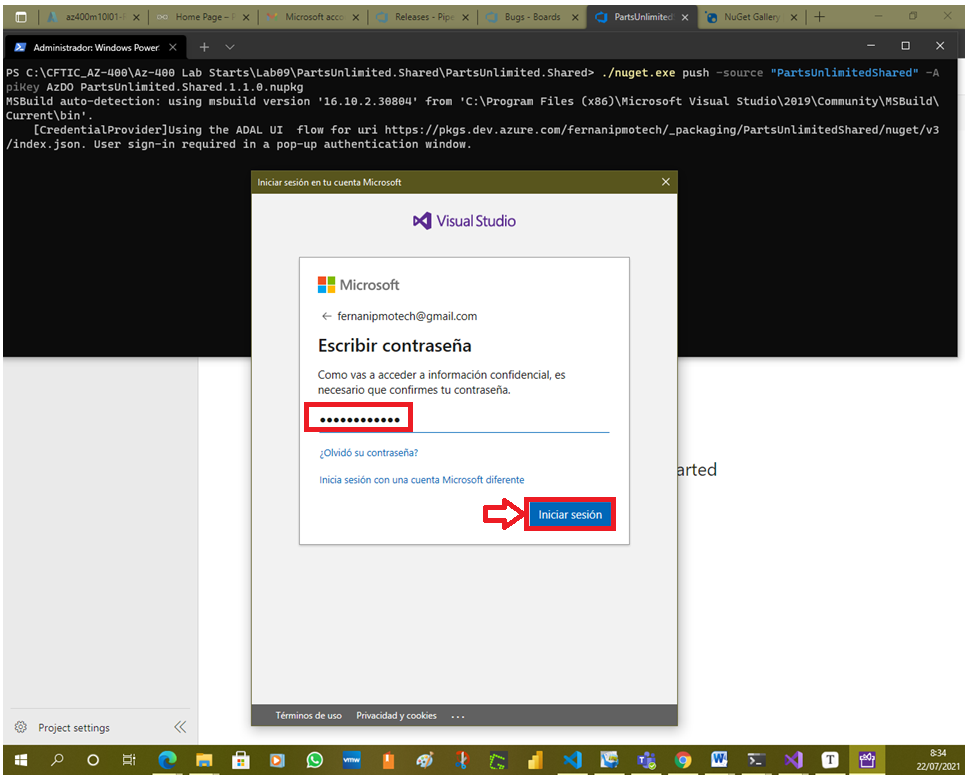 az400m10l01-
Home Page - P
Microsoft acco
Releases - Pipe
Bugs - Boards
PartsUnlimited
NuGet Gallery
Administrador: Windows Power
PS C:\CFTIC_AZ-400\Az-400 Lab Starts\Lab09\PartsUnlimited.Shared\PartsUnlimited.Shared> ./nuget.exe push -source "PartsUnlimitedShared" -A
piKey AzDO PartsUnlimited.Shared.1.1.0.nupkg
MSBuild auto-detection: using msbuild version '16.10.2.30804' from 'C:\Program Files (x86)\Microsoft Visual Studio\2019\Community\MSBuild\
Current\bin'.
[CredentialProvider]Using the ADAL UI flow for uri https://pkgs.dev.azure.com/fernanipmotech/_packaging/PartsUnlimitedShared/nuget/v3
/index.json. User sign-in required in a pop-up authentication window.
Iniciar sesión en tu cuenta Microsoft
Visual Studio
Microsoft
← fernanipmotech@gmail.com
Escribir contraseña
Como vas a acceder a información confidencial, es
necesario que confirmes tu contraseña.
••••••••••••
¿Olvidó su contraseña?
arted
Inicia sesión con una cuenta Microsoft diferente
Iniciar sesión
Términos de uso Privacidad y cookies ...
Project settings
vmw
8:34
22/07/2021